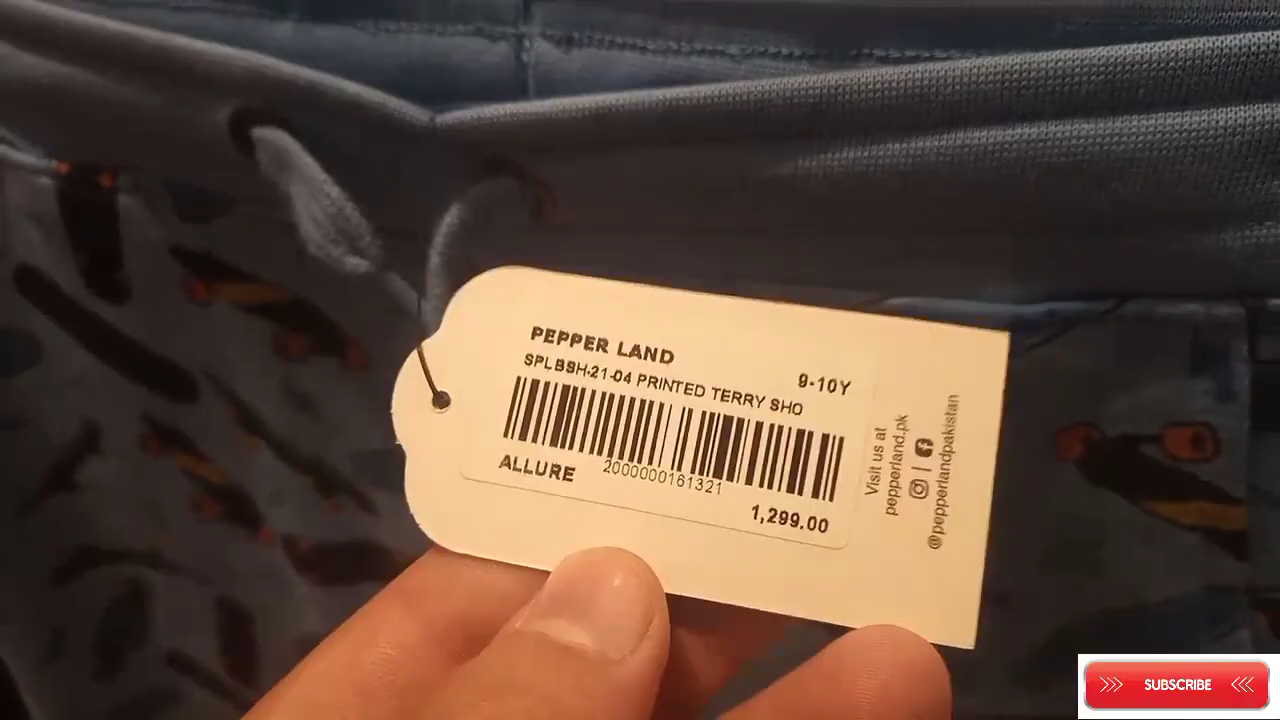 PEPPER LAND
9-10Y
SPLBSH-21-04 PRINTED TERRY SHO
ALLURE
2000000161321
1,299.00
Visit us at
pepperland.pk
@pepperlandpakistan
SUBSCRIBE